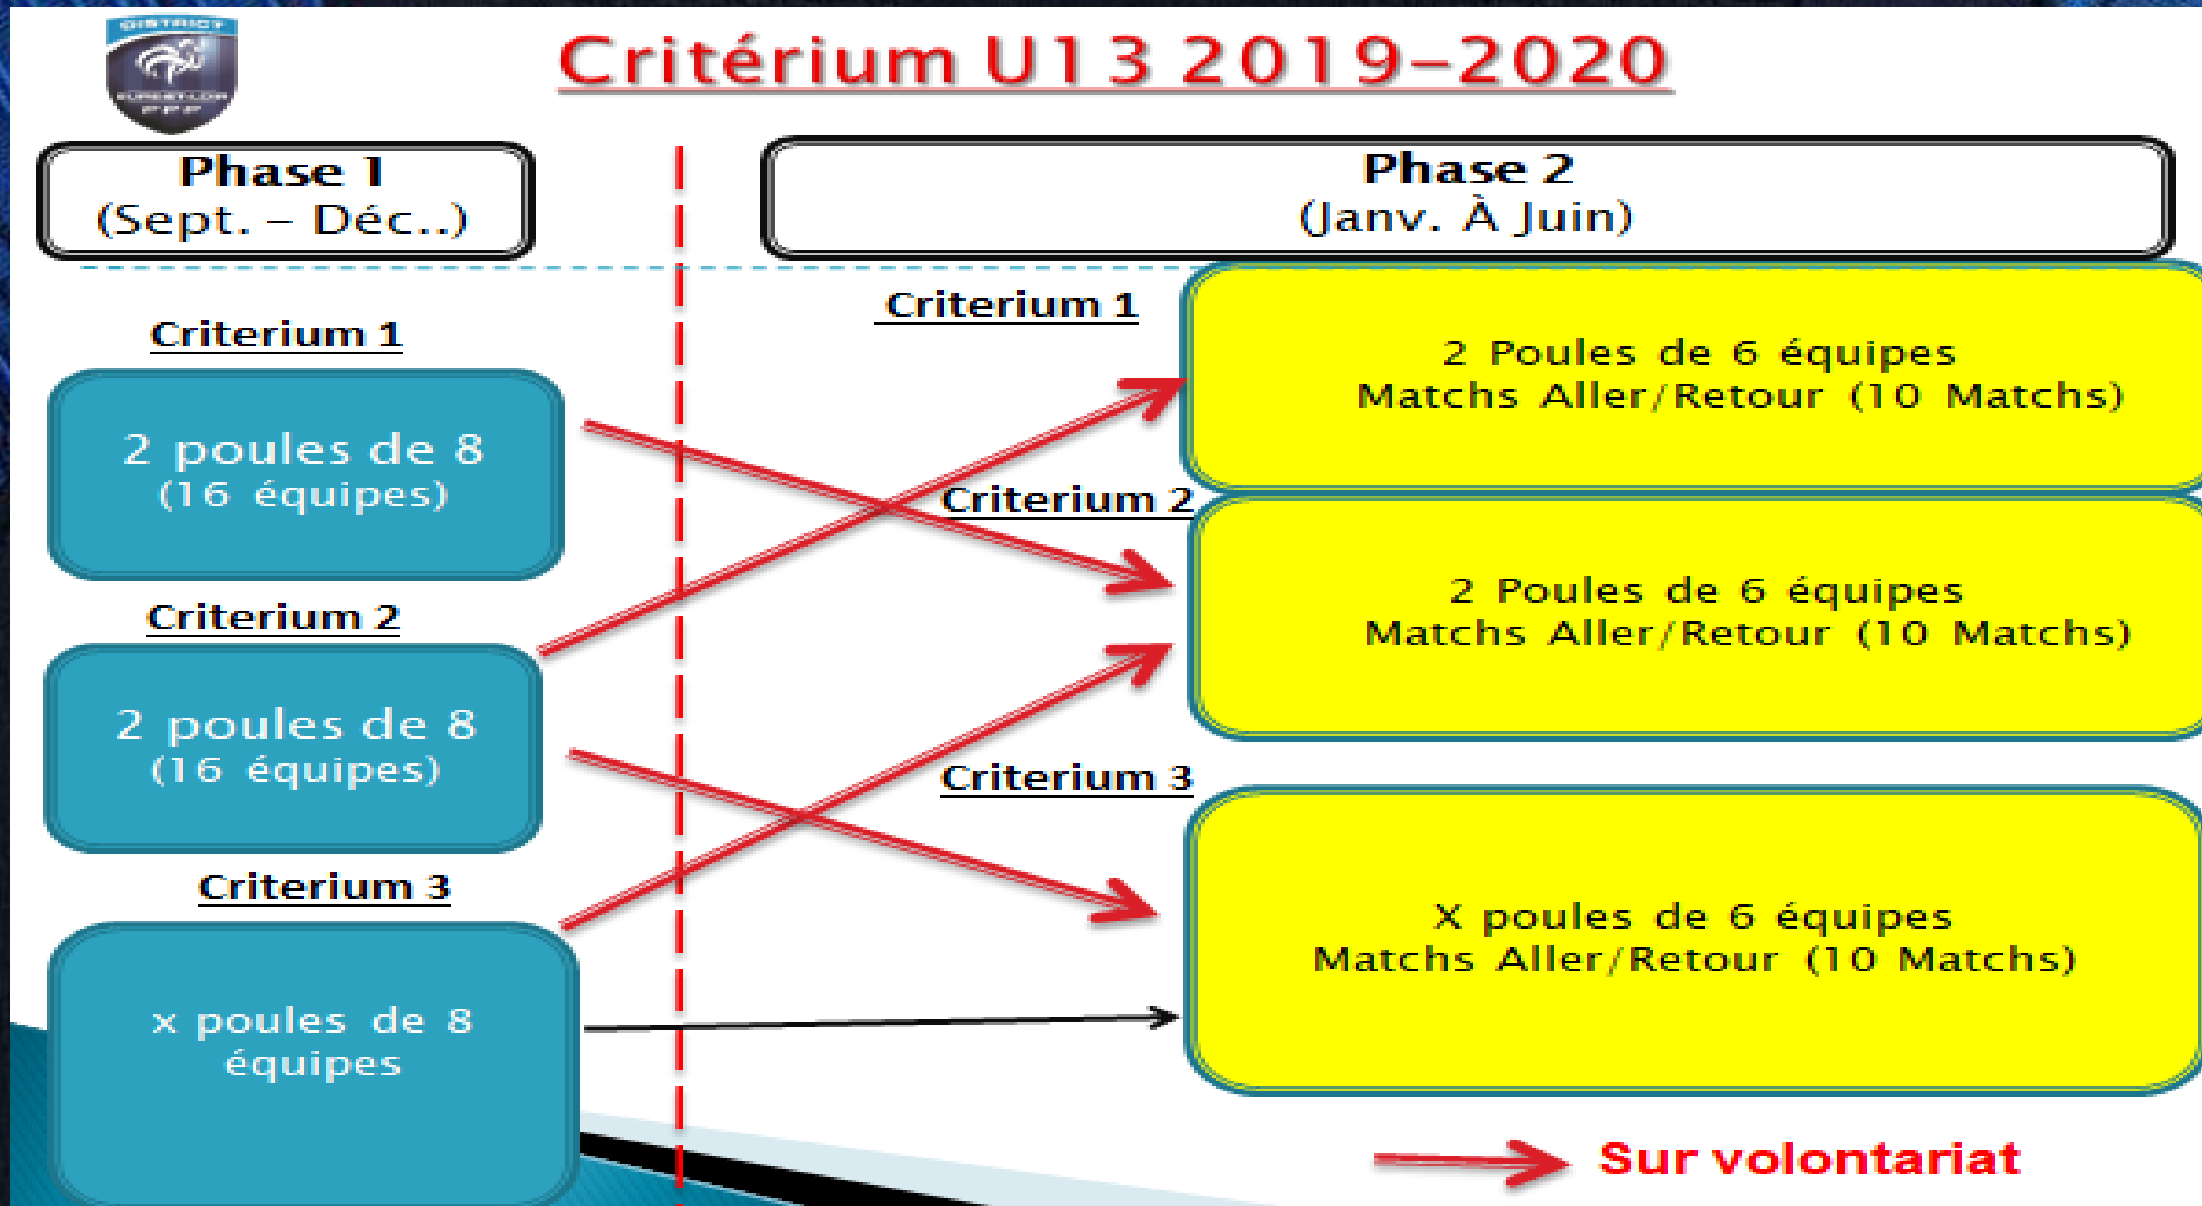 DISTRICT
Critérium U13 2019-2020
Phase 1
(Sept. – Déc..)
Phase 2
(Janv. À Juin)
Criterium 1
2 poules de 8
(16 équipes)
Criterium 2
2 poules de 8
(16 équipes)
Criterium 3
x poules de 8
équipes
Criterium 1
2 Poules de 6 équipes
Matchs Aller/Retour (10 Matchs)
Criterium 2
2 Poules de 6 équipes
Matchs Aller/Retour (10 Matchs)
Criterium 3
X poules de 6 équipes
Matchs Aller/Retour (10 Matchs)
Sur volontariat